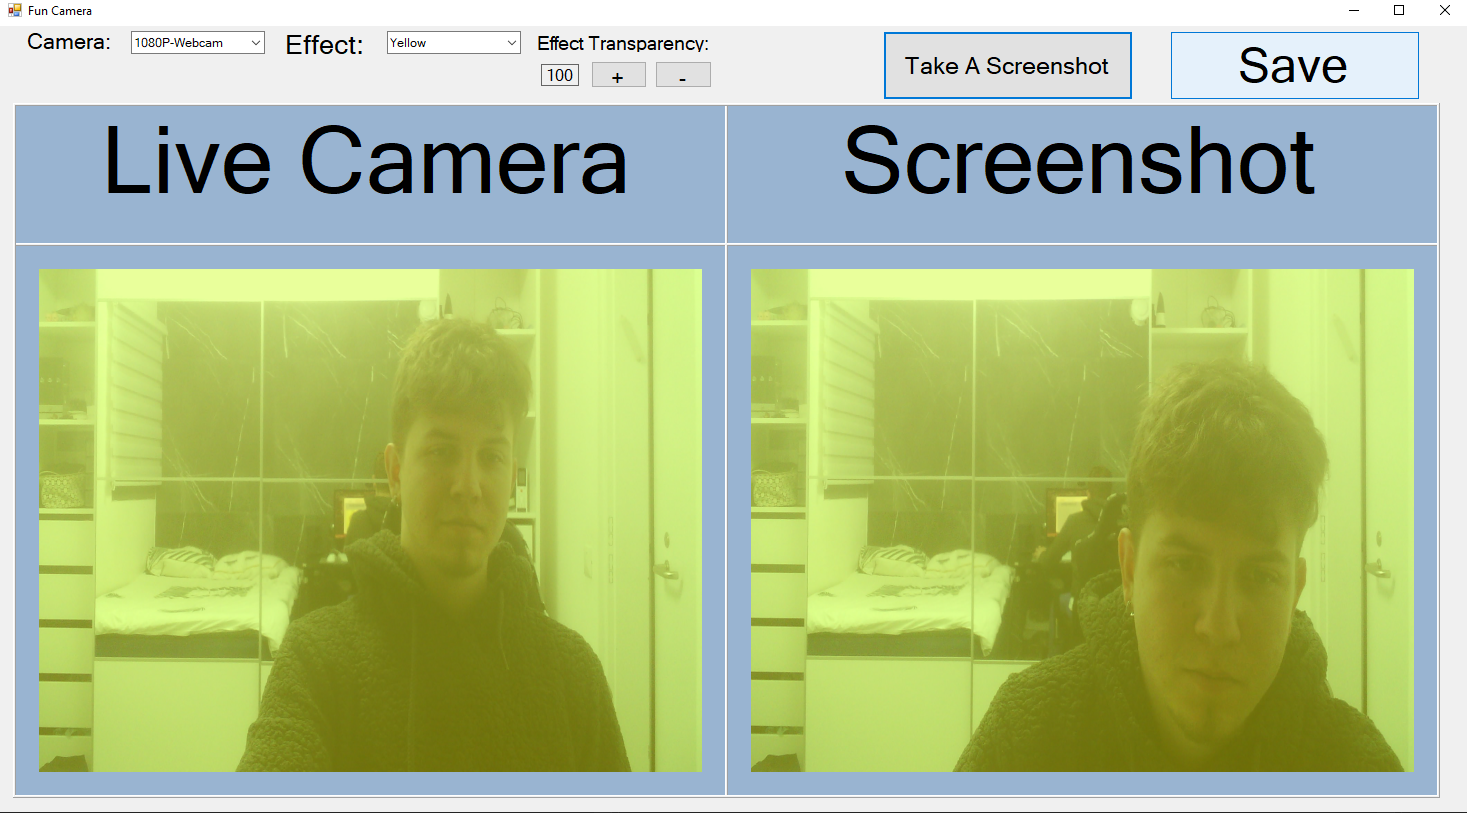 Fun Camera
Camera: 1080P-Webcam Effect: Yellow Effect Transparency:
100 + -
Take A Screenshot Save
Live Camera Screenshot